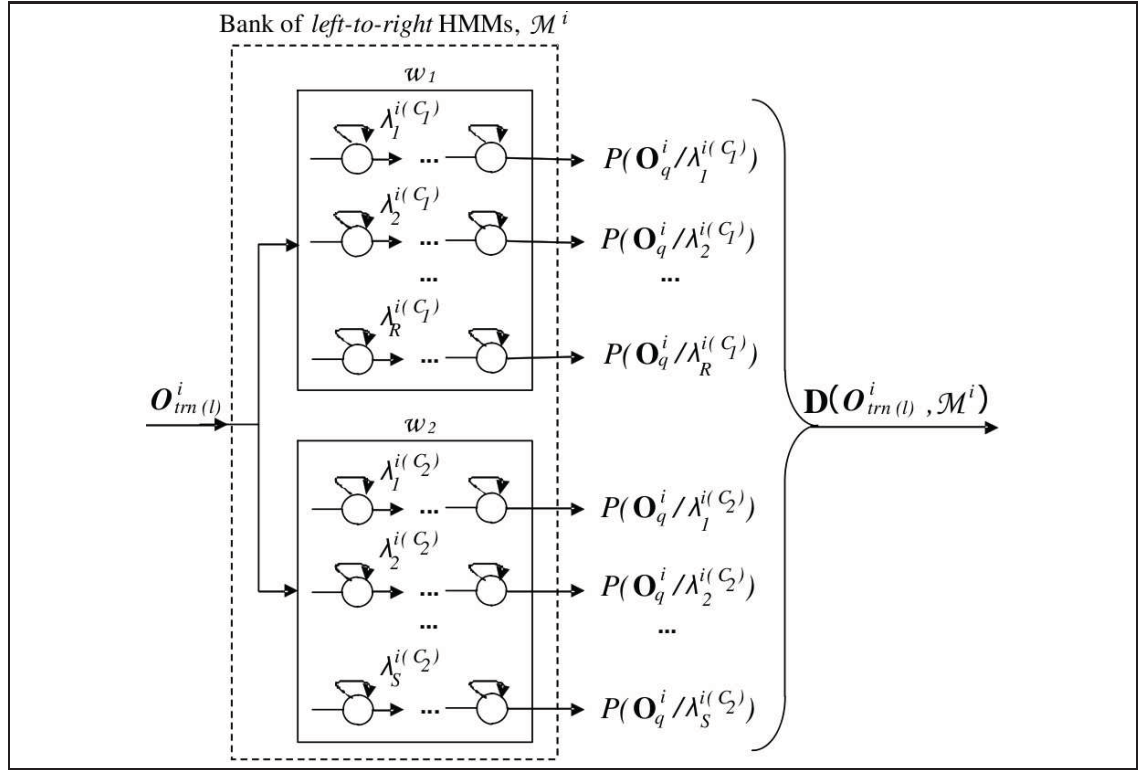 Bank of left-to-right HMMs, ℳ^i
w_1
λ_1^{i(C_1)}
... P(O_q^i/λ_1^{i(C_1)})
λ_2^{i(C_1)}
... P(O_q^i/λ_2^{i(C_1)})
... ...
λ_R^{i(C_1)}
... P(O_q^i/λ_R^{i(C_1)})
O_{trn(l)}^i
D(O_{trn(l)}^i, ℳ^i)
w_2
λ_1^{i(C_2)}
... P(O_q^i/λ_1^{i(C_2)})
λ_2^{i(C_2)}
... P(O_q^i/λ_2^{i(C_2)})
... ...
λ_S^{i(C_2)}
... P(O_q^i/λ_S^{i(C_2)})